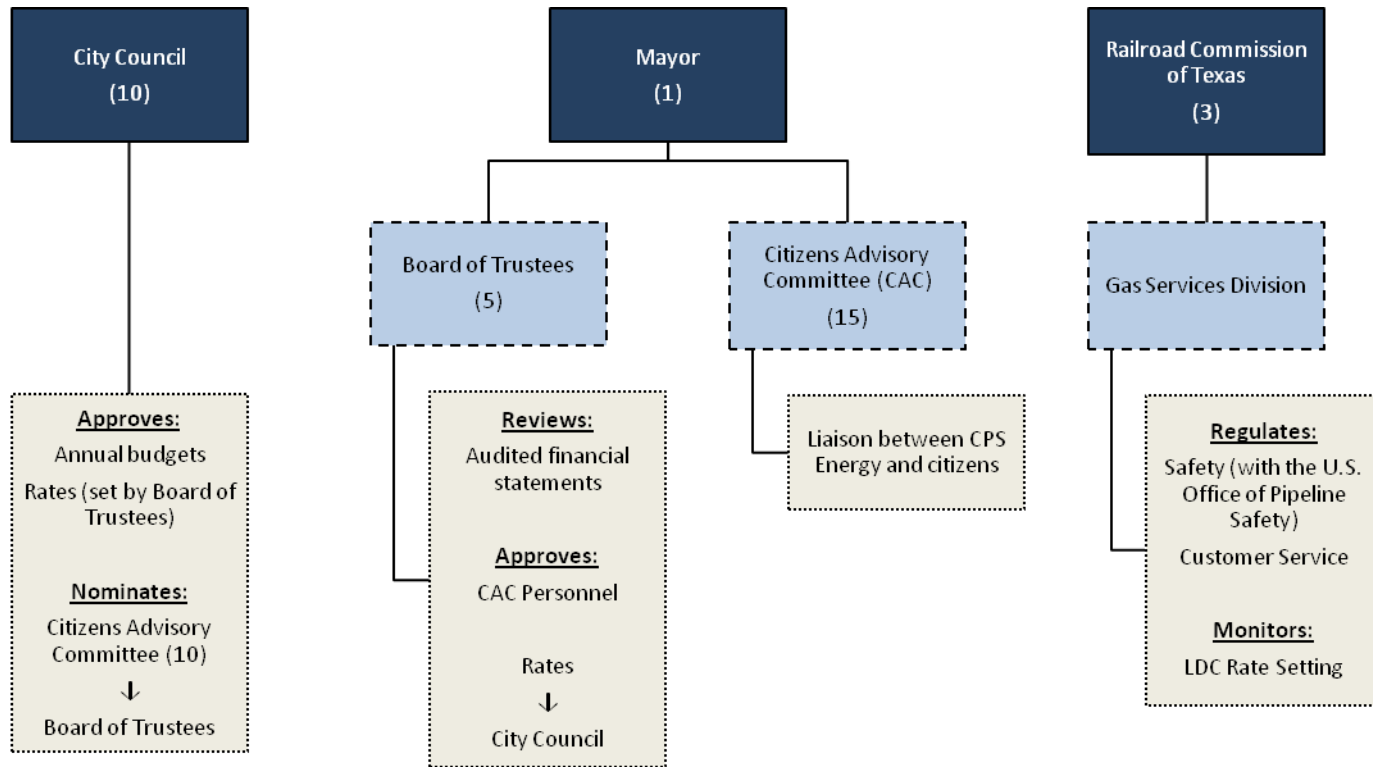 City Council
(10)
Mayor
(1)
Railroad Commission
of Texas
(3)
Board of Trustees
(5)
Citizens Advisory
Committee (CAC)
(15)
Gas Services Division
Approves:
Annual budgets
Rates (set by Board of
Trustees)
Nominates:
Citizens Advisory
Committee (10)
↓
Board of Trustees
Reviews:
Audited financial
statements
Approves:
CAC Personnel
Rates
↓
City Council
Liaison between CPS
Energy and citizens
Regulates:
Safety (with the U.S.
Office of Pipeline
Safety)
Customer Service
Monitors:
LDC Rate Setting